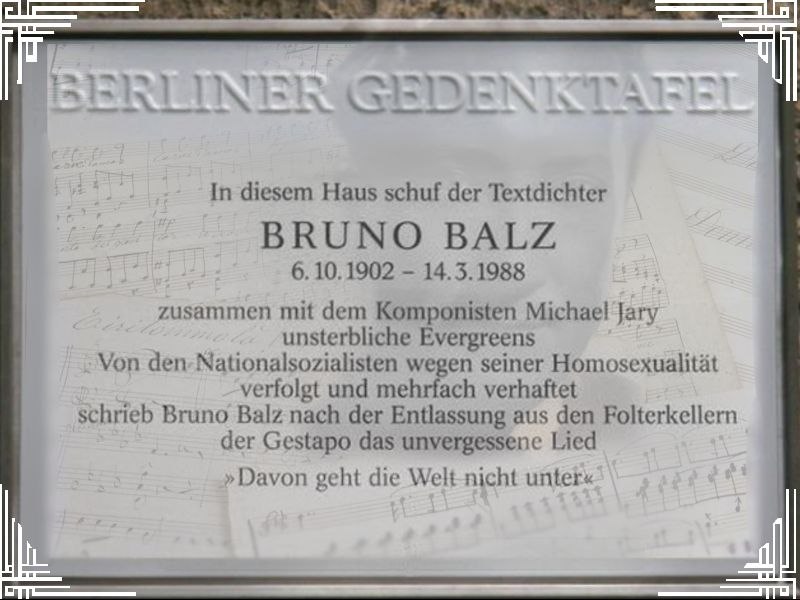 BERLINER GEDENKTAFEL
In diesem Haus schuf der Textdichter
BRUNO BALZ
6.10.1902 – 14.3.1988
zusammen mit dem Komponisten Michael Jary
unsterbliche Evergreens
Von den Nationalsozialisten wegen seiner Homosexualität
verfolgt und mehrfach verhaftet
schrieb Bruno Balz nach der Entlassung aus den Folterkellern
der Gestapo das unvergessene Lied
»Davon geht die Welt nicht unter«